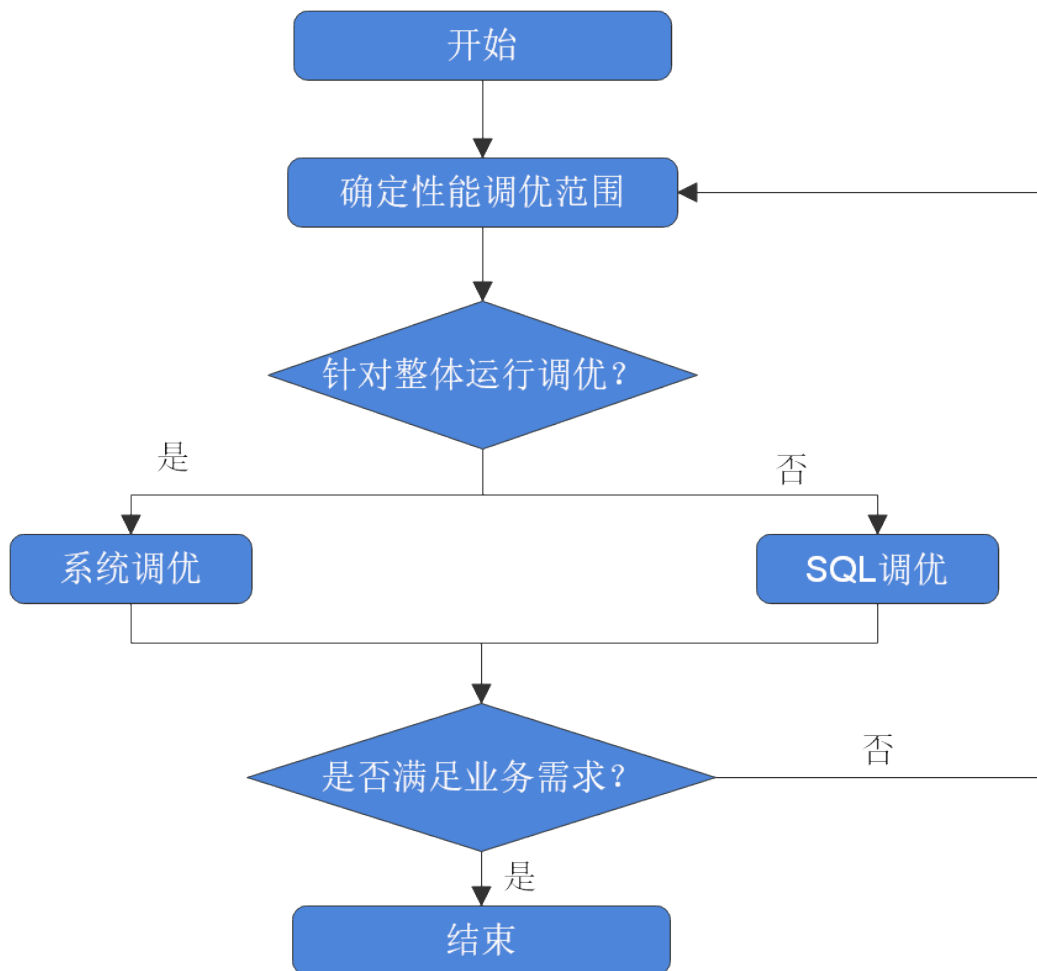 开始
确定性能调优范围
针对整体运行调优？
是
否
系统调优
SQL调优
是否满足业务需求？
否
是
结束